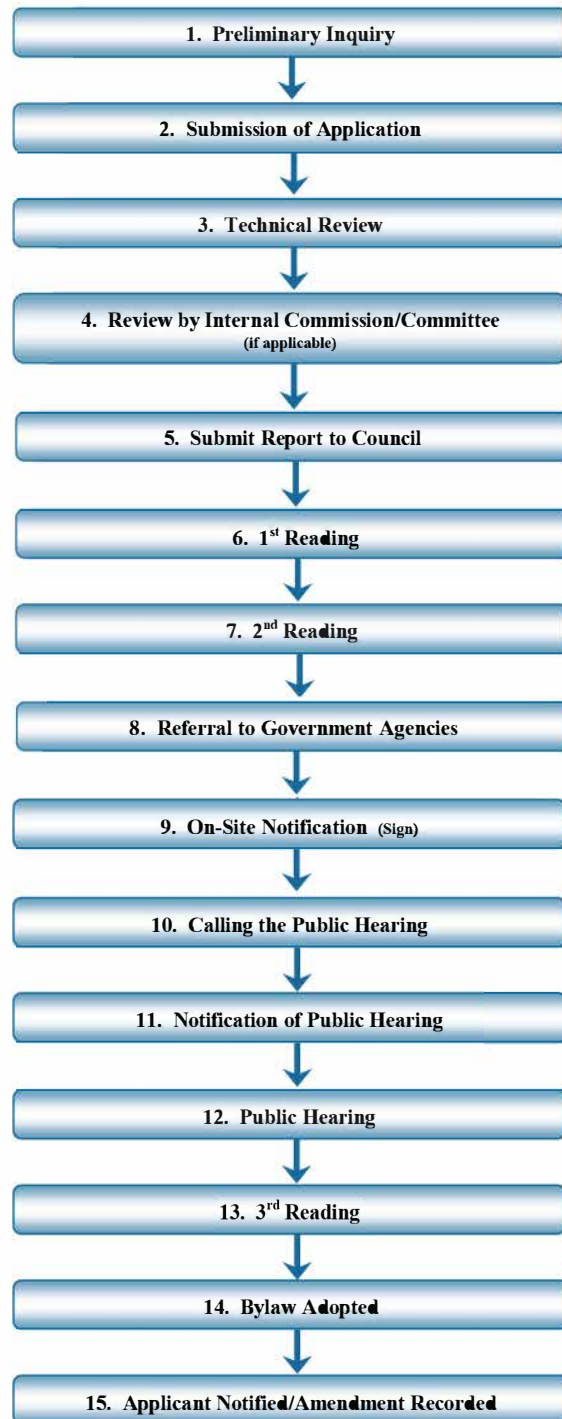 1. Preliminary Inquiry
2. Submission of Application
3. Technical Review
4. Review by Internal Commission/Committee
(if applicable)
5. Submit Report to Council
6. 1st Reading
7. 2nd Reading
8. Referral to Government Agencies
9. On-Site Notification (Sign)
10. Calling the Public Hearing
11. Notification of Public Hearing
12. Public Hearing
13. 3rd Reading
14. Bylaw Adopted
15. Applicant Notified/Amendment Recorded